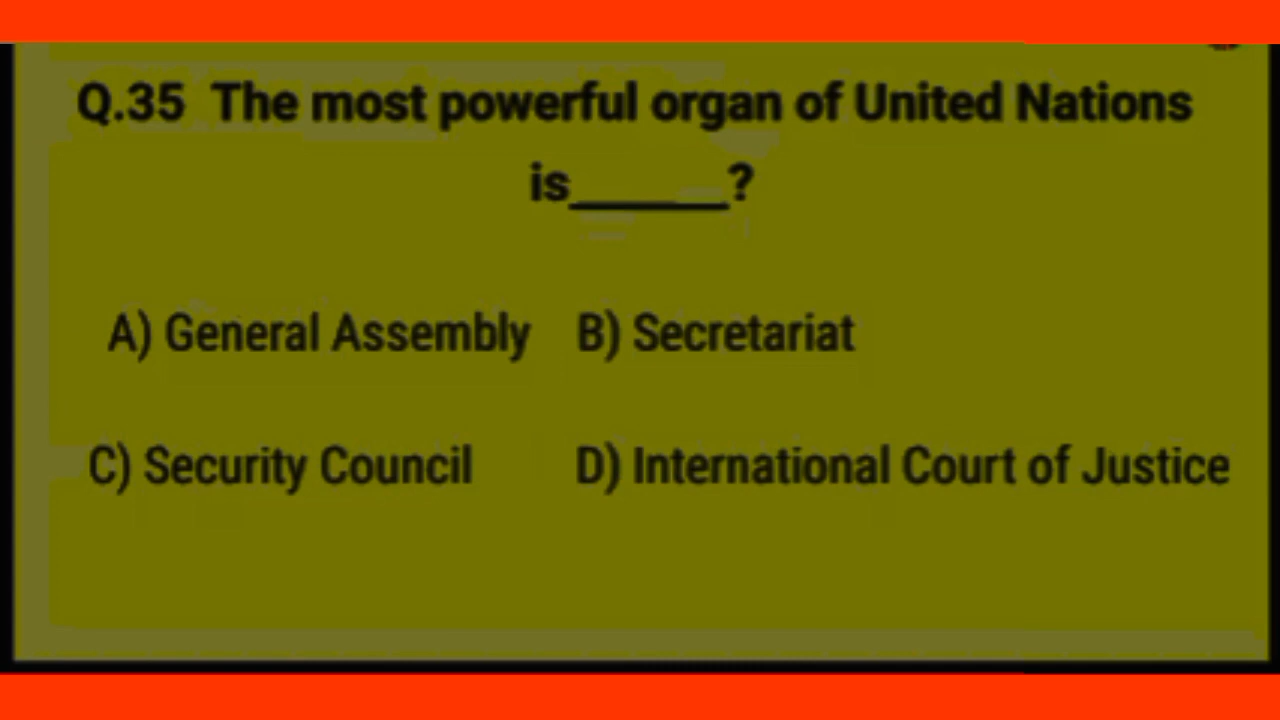 Q.35 The most powerful organ of United Nations
is______?
A) General Assembly B) Secretariat
C) Security Council D) International Court of Justice